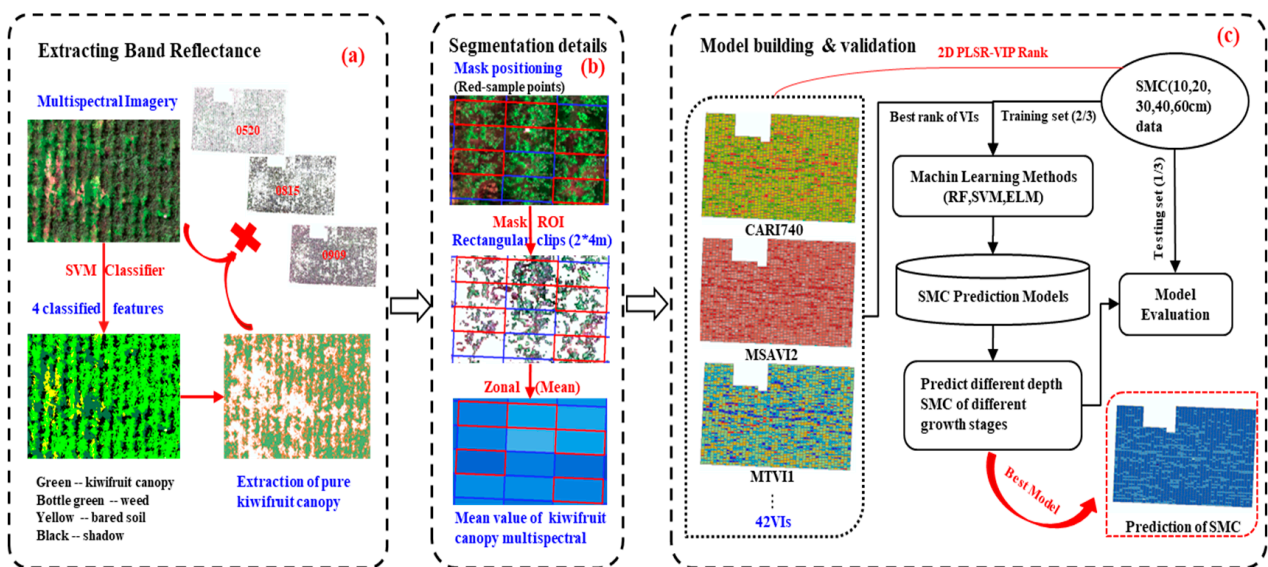 Extracting Band Reflectance
(a)
Multispectral Imagery
0520
0815
0909
SVM Classifier
4 classified features
Green -- kiwifruit canopy
Bottle green -- weed
Yellow -- bared soil
Black -- shadow
Extraction of pure
kiwifruit canopy
Segmentation details
(b)
Mask positioning
(Red-sample points)
Mask ROI
Rectangular clips (2*4m)
Zonal (Mean)
Mean value of kiwifruit
canopy multispectral
Model building & validation
(c)
2D PLSR-VIP Rank
CARI740
MSAVI2
MTVI1
⋮
42VIs
SMC(10,20,
30,40,60cm)
data
Best rank of VIs
Training set (2/3)
Testing set (1/3)
Machin Learning Methods
(RF,SVM,ELM)
SMC Prediction Models
Model
Evaluation
Predict different depth
SMC of different
growth stages
Best Model
Prediction of SMC